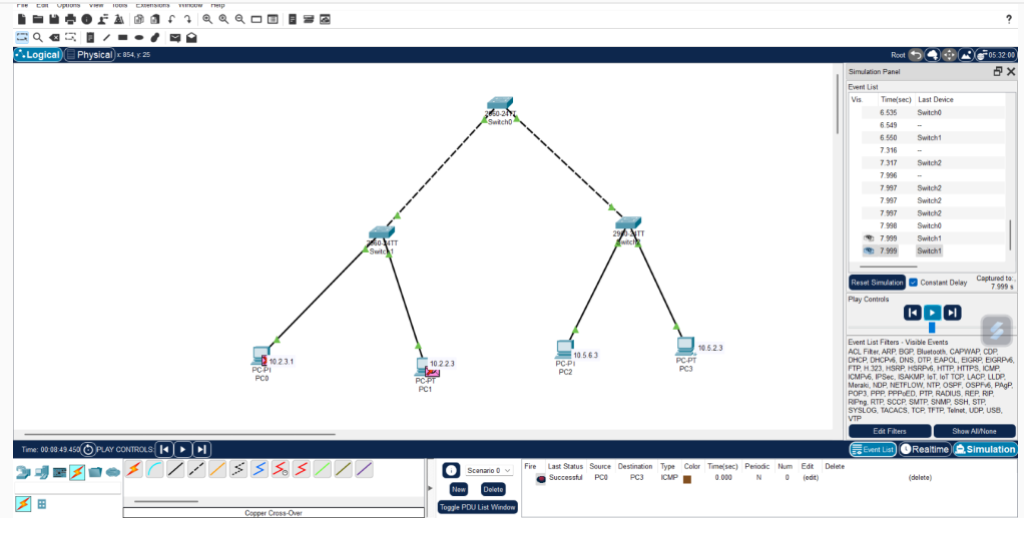 File Edit Options View Tools Extensions Window Help
?
Logical Physical x: 854, y: 25 Root 05:32:00
Simulation Panel
Event List
Vis. Time(sec) Last Device
6.535 Switch0
6.549 --
6.550 Switch1
7.316 --
7.317 Switch2
7.996 --
7.997 Switch2
7.997 Switch2
7.997 Switch2
7.998 Switch0
7.999 Switch1
7.999 Switch1
Reset Simulation Constant Delay Captured to:
7.999 s
Play Controls
Event List Filters - Visible Events
ACL Filter, ARP, BGP, Bluetooth, CAPWAP, CDP,
DHCP, DHCPv6, DNS, DTP, EAPOL, EIGRP, EIGRPv6,
FTP, H.323, HSRP, HSRPv6, HTTP, HTTPS, ICMP,
ICMPv6, IPSec, ISAKMP, IoT, IoT TCP, LACP, LLDP,
Meraki, NDP, NETFLOW, NTP, OSPF, OSPFv6, PAgP,
POP3, PPP, PPPoED, PTP, RADIUS, REP, RIP,
RIPng, RTP, SCCP, SMTP, SNMP, SSH, STP,
SYSLOG, TACACS, TCP, TFTP, Telnet, UDP, USB,
VTP
Edit Filters Show All/None
Event List Realtime Simulation
2960-24TT
Switch0
2960-24TT
Switch1
2960-24TT
Switch2
10.2.3.1
PC-PT
PC0
10.2.2.3
PC-PT
PC1
10.5.6.3
PC-PT
PC2
10.5.2.3
PC-PT
PC3
Time: 00:08:49.450 PLAY CONTROLS:
Copper Cross-Over
Scenario 0
New Delete
Toggle PDU List Window
Fire Last Status Source Destination Type Color Time(sec) Periodic Num Edit Delete
Successful PC0 PC3 ICMP 0.000 N 0 (edit) (delete)